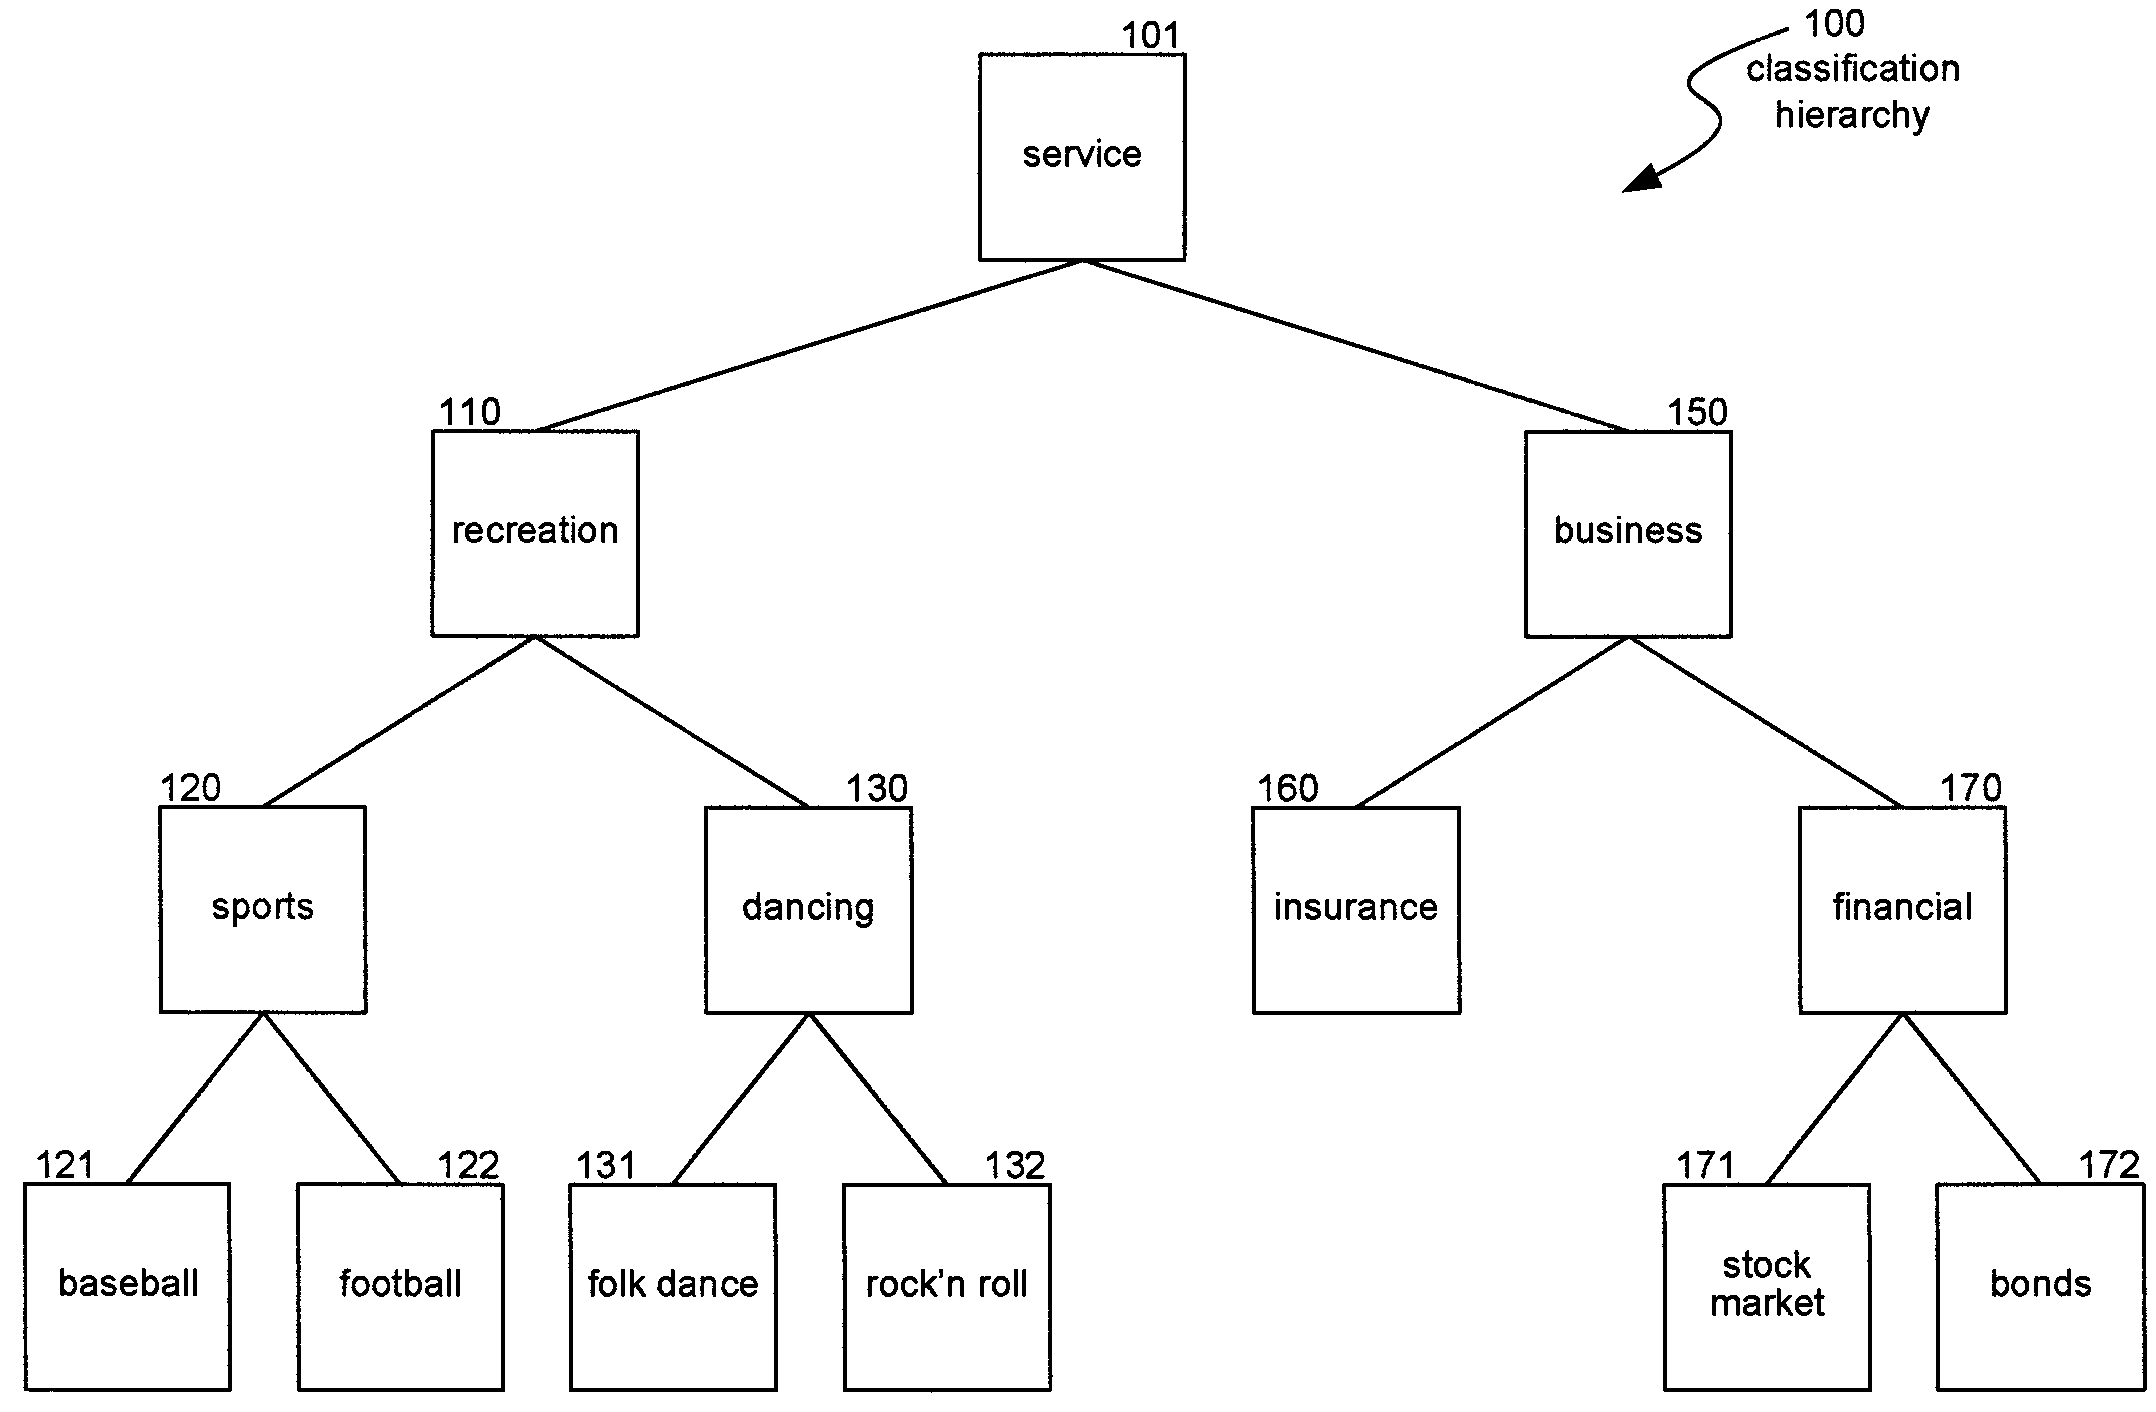 101
100
classification
hierarchy
service
110
150
recreation
business
120
130
160
170
sports
dancing
insurance
financial
121
122
131
132
171
172
baseball
football
folk dance
rock’n roll
stock
market
bonds